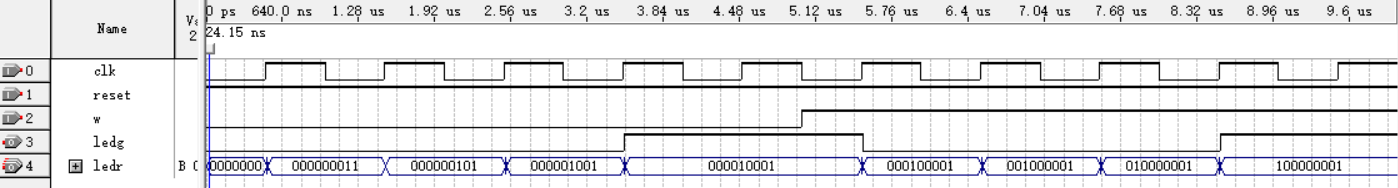 0 ps 640.0 ns 1.28 us 1.92 us 2.56 us 3.2 us 3.84 us 4.48 us 5.12 us 5.76 us 6.4 us 7.04 us 7.68 us 8.32 us 8.96 us 9.6 us
Name
24.15 ns
0 clk
1 reset
2 w
3 ledg
4 ledr B 0000000 000000011 000000101 000001001 000010001 000100001 001000001 010000001 100000001